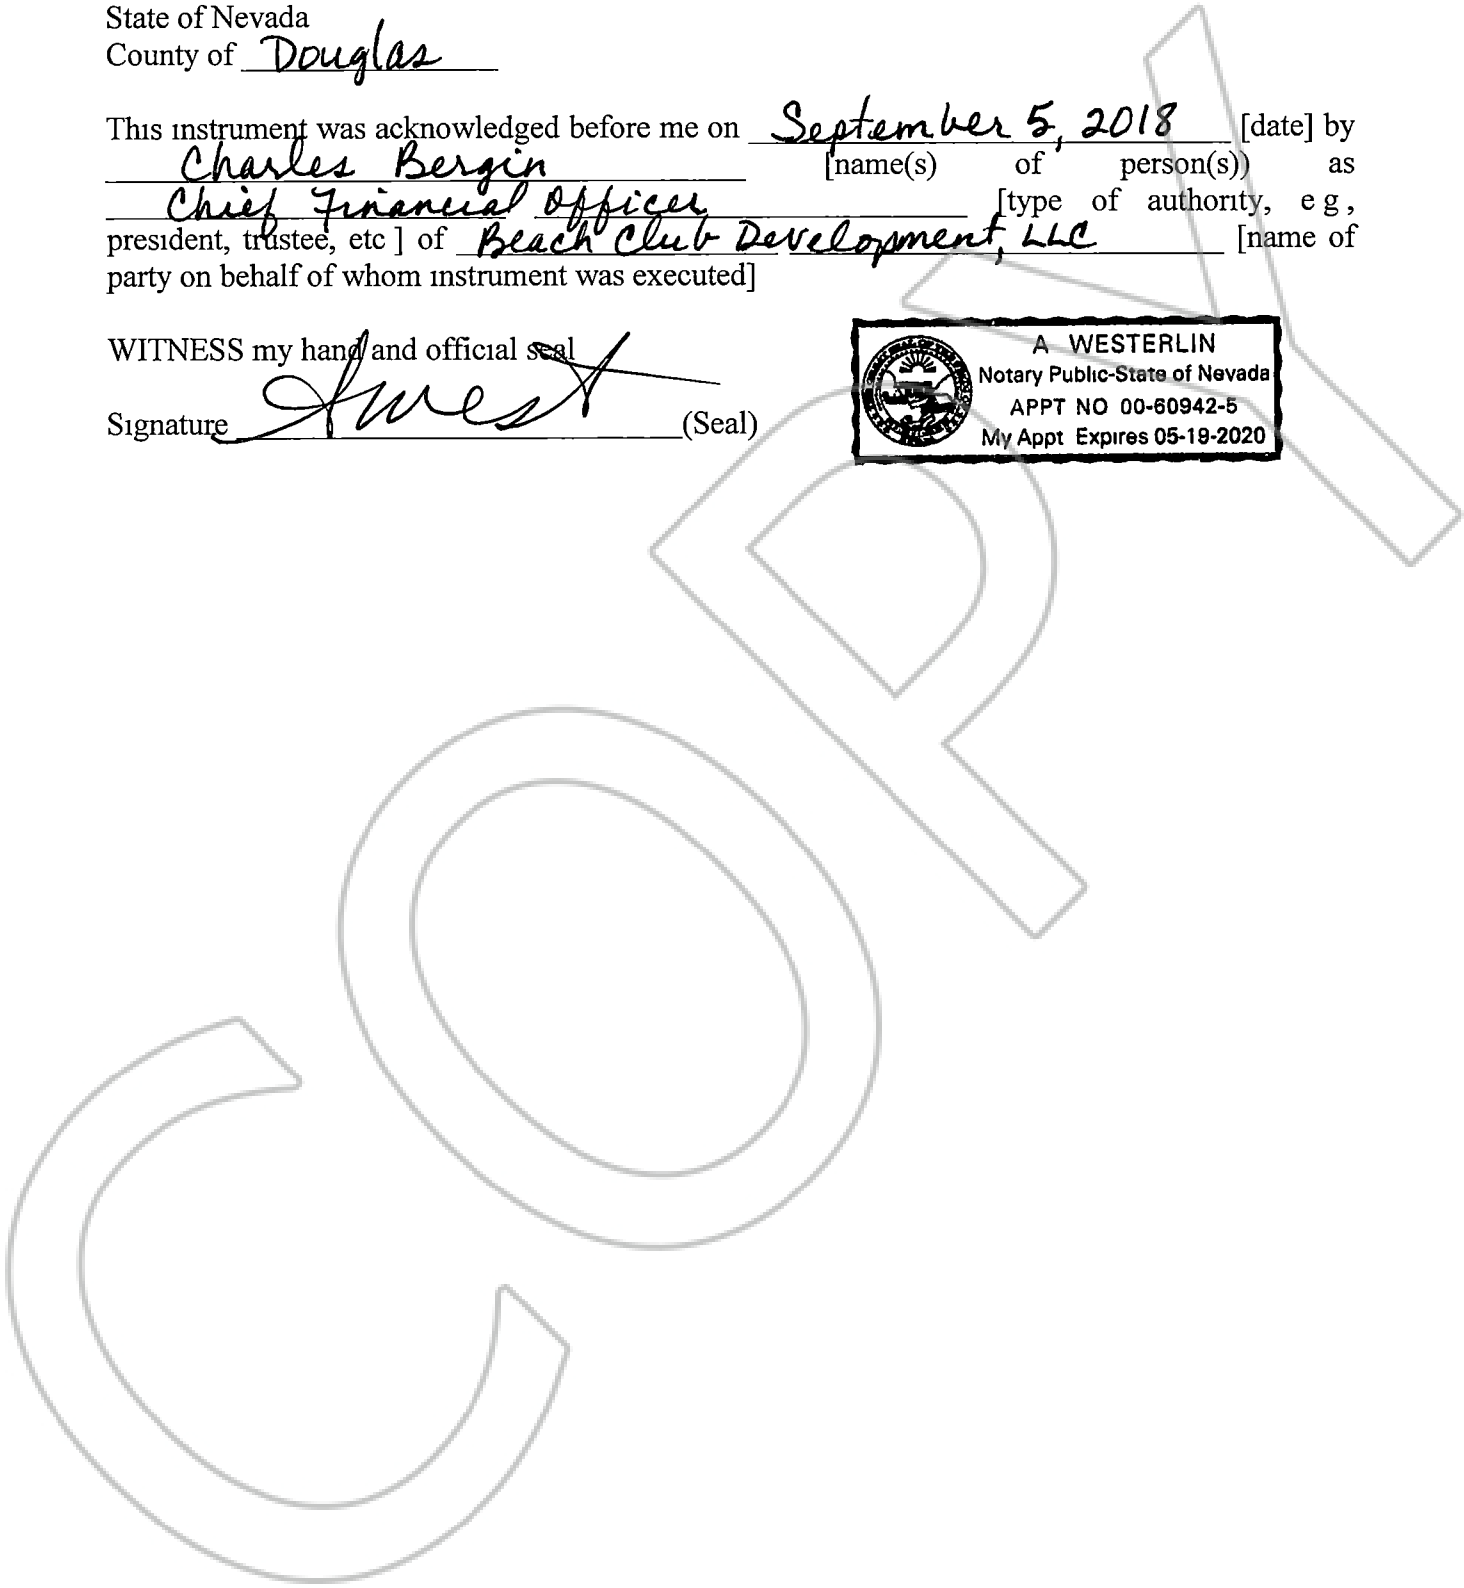 State of Nevada
County of Douglas
This instrument was acknowledged before me on September 5, 2018 [date] by
Charles Bergin [name(s) of person(s)) as
Chief Financial Officer [type of authority, e g ,
president, trustee, etc ] of Beach Club Development, LLC [name of
party on behalf of whom instrument was executed]
WITNESS my hand and official seal
Signature (Seal)
A WESTERLIN
Notary Public-State of Nevada
APPT NO 00-60942-5
My Appt Expires 05-19-2020
COPY